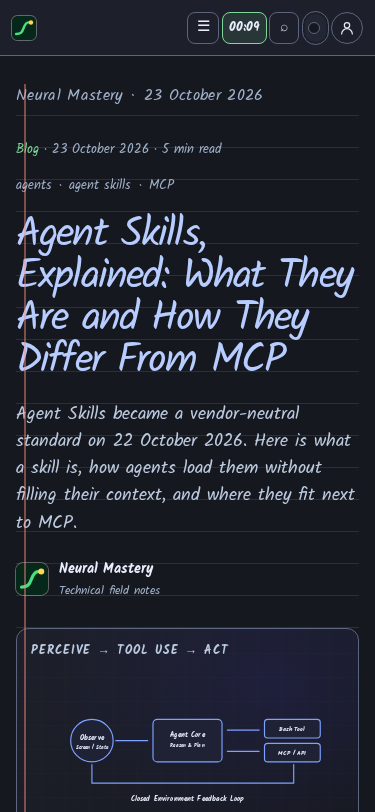 00:09
Neural Mastery · 23 October 2026
Blog · 23 October 2026 · 5 min read
agents · agent skills · MCP
Agent Skills,
Explained: What They
Are and How They
Differ From MCP
Agent Skills became a vendor-neutral
standard on 22 October 2026. Here is what
a skill is, how agents load them without
filling their context, and where they fit next
to MCP.
Neural Mastery
Technical field notes
PERCEIVE → TOOL USE → ACT
Observe
Screen / State
Agent Core
Reason & Plan
Bash Tool
MCP / API
Closed Environment Feedback Loop